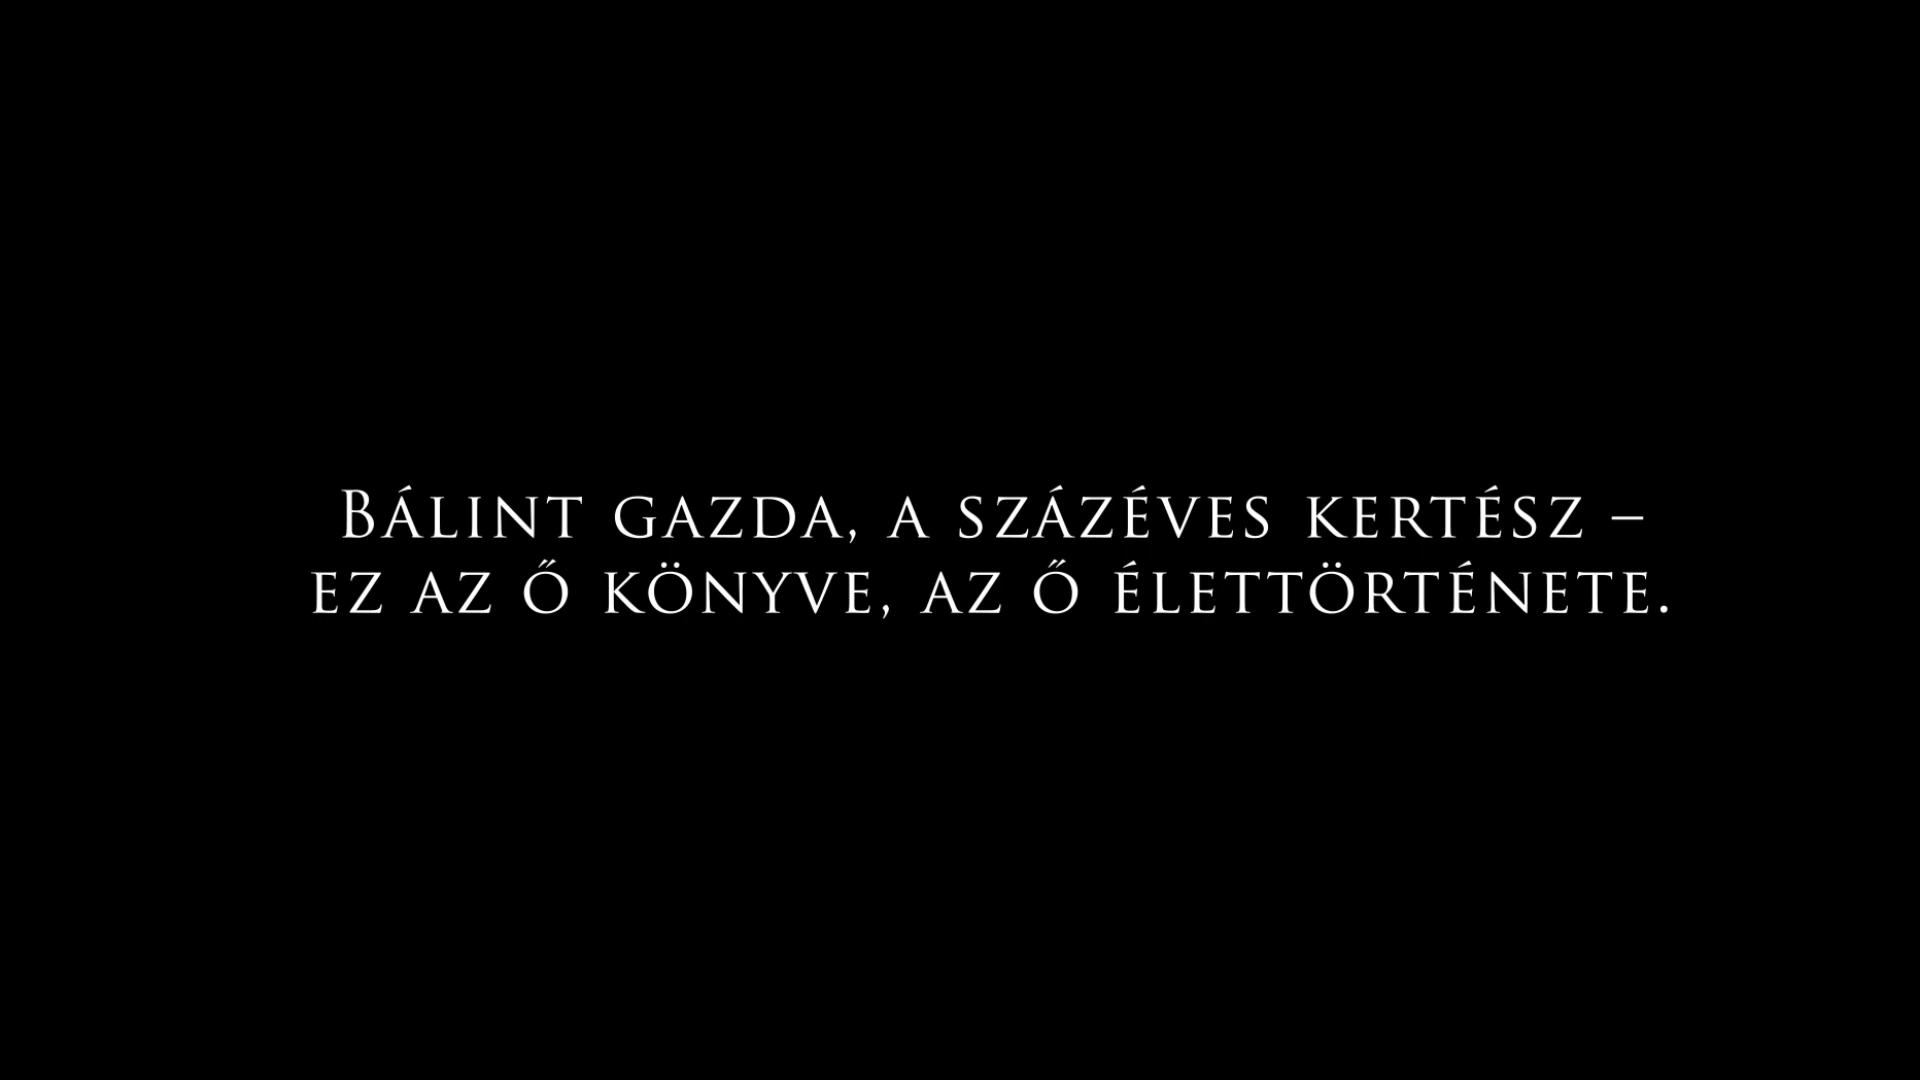 Bálint gazda, a százéves kertész –
ez az ő könyve, az ő élettörténete.